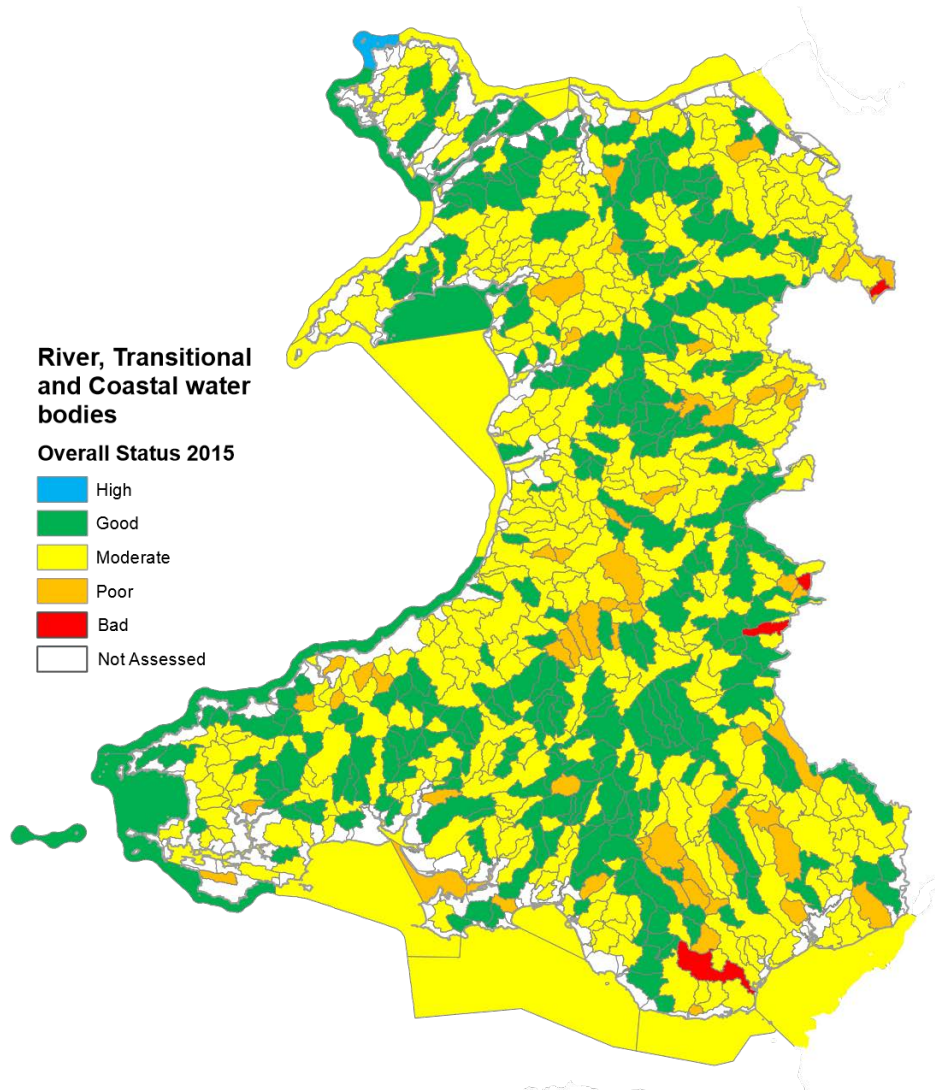 River, Transitional
and Coastal water
bodies
Overall Status 2015
High
Good
Moderate
Poor
Bad
Not Assessed